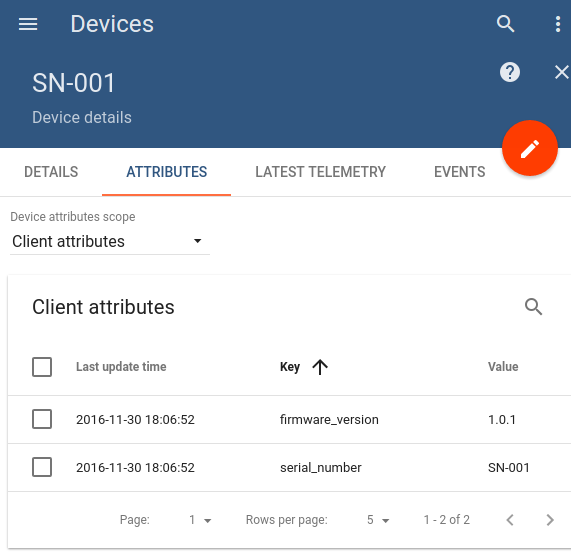 Devices
SN-001
Device details
DETAILS ATTRIBUTES LATEST TELEMETRY EVENTS
Device attributes scope
Client attributes
Client attributes
Last update time Key Value
2016-11-30 18:06:52 firmware_version 1.0.1
2016-11-30 18:06:52 serial_number SN-001
Page: 1 Rows per page: 5 1 - 2 of 2